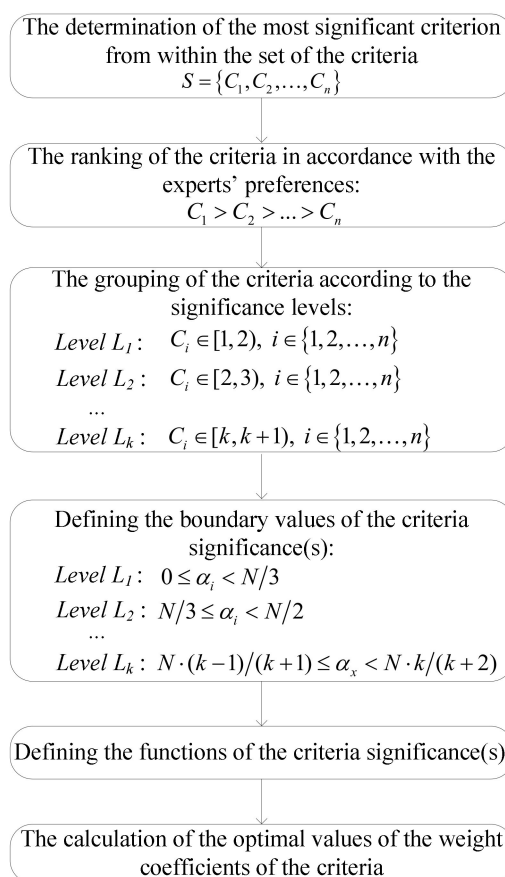 The determination of the most significant criterion
from within the set of the criteria
S = {C₁, C₂, …, Cₙ}
The ranking of the criteria in accordance with the
experts' preferences:
C₁ > C₂ > ... > Cₙ
The grouping of the criteria according to the
significance levels:
Level L₁: Cᵢ ∈ [1, 2), i ∈ {1, 2, …, n}
Level L₂: Cᵢ ∈ [2, 3), i ∈ {1, 2, …, n}
...
Level Lₖ: Cᵢ ∈ [k, k + 1), i ∈ {1, 2, …, n}
Defining the boundary values of the criteria
significance(s):
Level L₁: 0 ≤ αᵢ < N/3
Level L₂: N/3 ≤ αᵢ < N/2
...
Level Lₖ: N·(k−1)/(k+1) ≤ αₓ < N·k/(k+2)
Defining the functions of the criteria significance(s)
The calculation of the optimal values of the weight
coefficients of the criteria